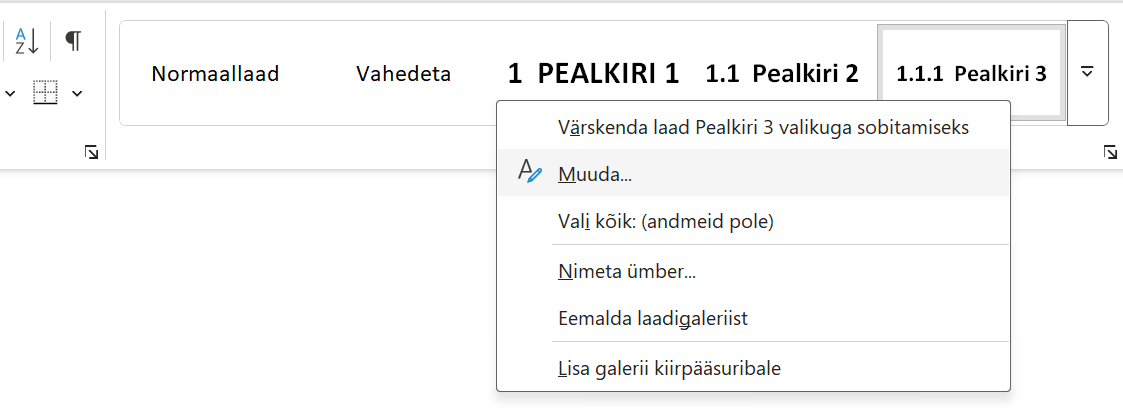 A
Z
¶
Normaallaad
Vahedeta
1 PEALKIRI 1
1.1 Pealkiri 2
1.1.1 Pealkiri 3
Värskenda laad Pealkiri 3 valikuga sobitamiseks
Muuda...
Vali kõik: (andmeid pole)
Nimeta ümber...
Eemalda laadigaleriist
Lisa galerii kiirpääsuribale